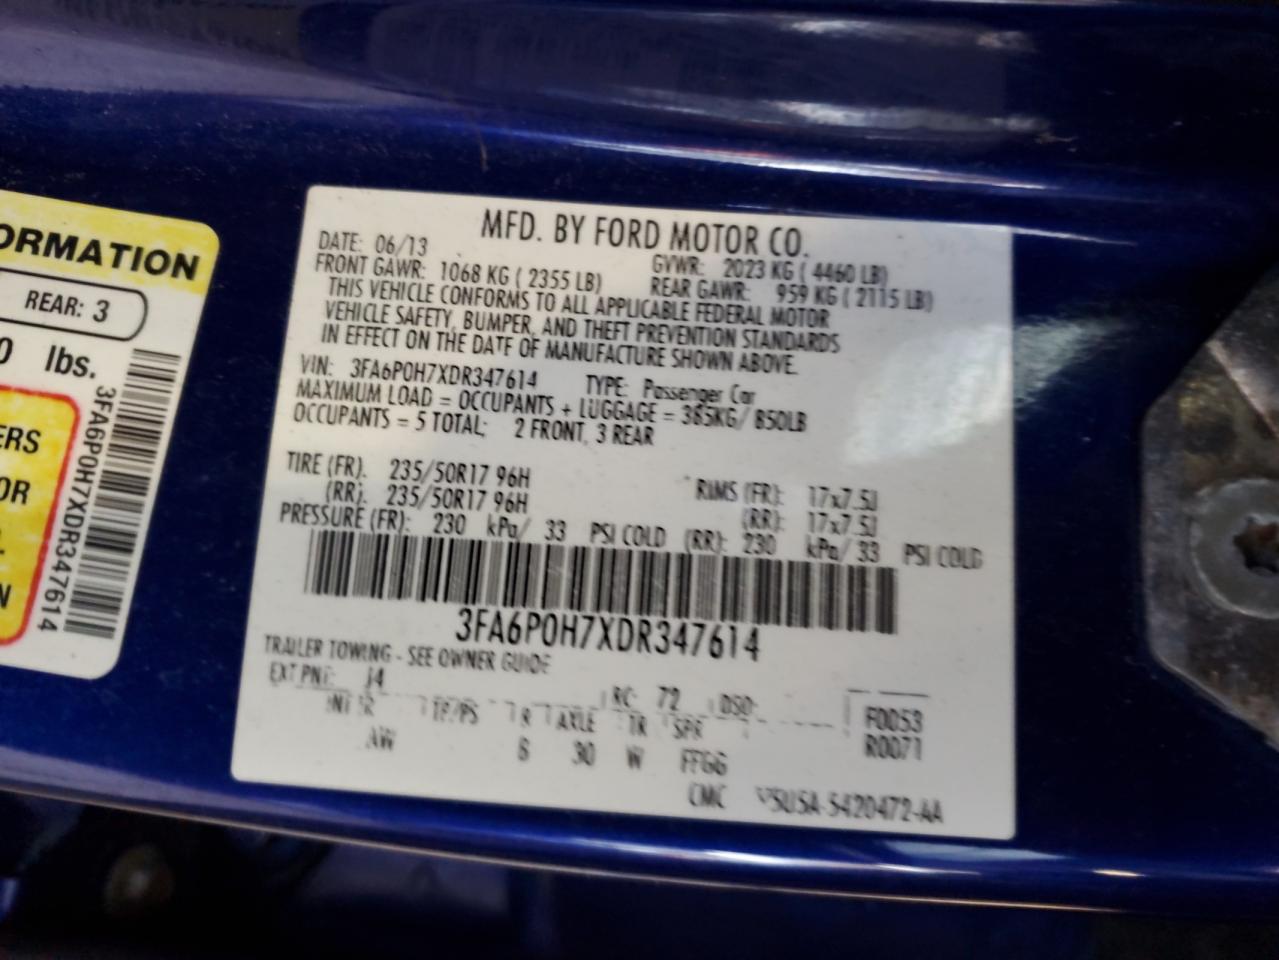 ORMATION
REAR: 3
0 lbs.
ERS
OR
N
3FA6P0H7XDR347614
MFD. BY FORD MOTOR CO.
DATE: 06/13 GVWR: 2023 KG ( 4460 LB)
FRONT GAWR: 1068 KG ( 2355 LB) REAR GAWR: 959 KG ( 2115 LB)
THIS VEHICLE CONFORMS TO ALL APPLICABLE FEDERAL MOTOR
VEHICLE SAFETY, BUMPER, AND THEFT PREVENTION STANDARDS
IN EFFECT ON THE DATE OF MANUFACTURE SHOWN ABOVE.
VIN: 3FA6P0H7XDR347614 TYPE: Passenger Car
MAXIMUM LOAD = OCCUPANTS + LUGGAGE = 385KG/ 850LB
OCCUPANTS = 5 TOTAL; 2 FRONT, 3 REAR
TIRE (FR): 235/50R17 96H RIMS (FR): 17x7.5J
(RR): 235/50R17 96H (RR): 17x7.5J
PRESSURE (FR): 230 kPa/ 33 PSI COLD (RR): 230 kPa/ 33 PSI COLD
3FA6P0H7XDR347614
TRAILER TOWING - SEE OWNER GUIDE
EXT PNT: J4 RC: 72 DSO: F0053
INT TR TP/PS R AXLE TR SPR R0071
AW 30 W FFGG
CMC V5U5A-5420472-AA